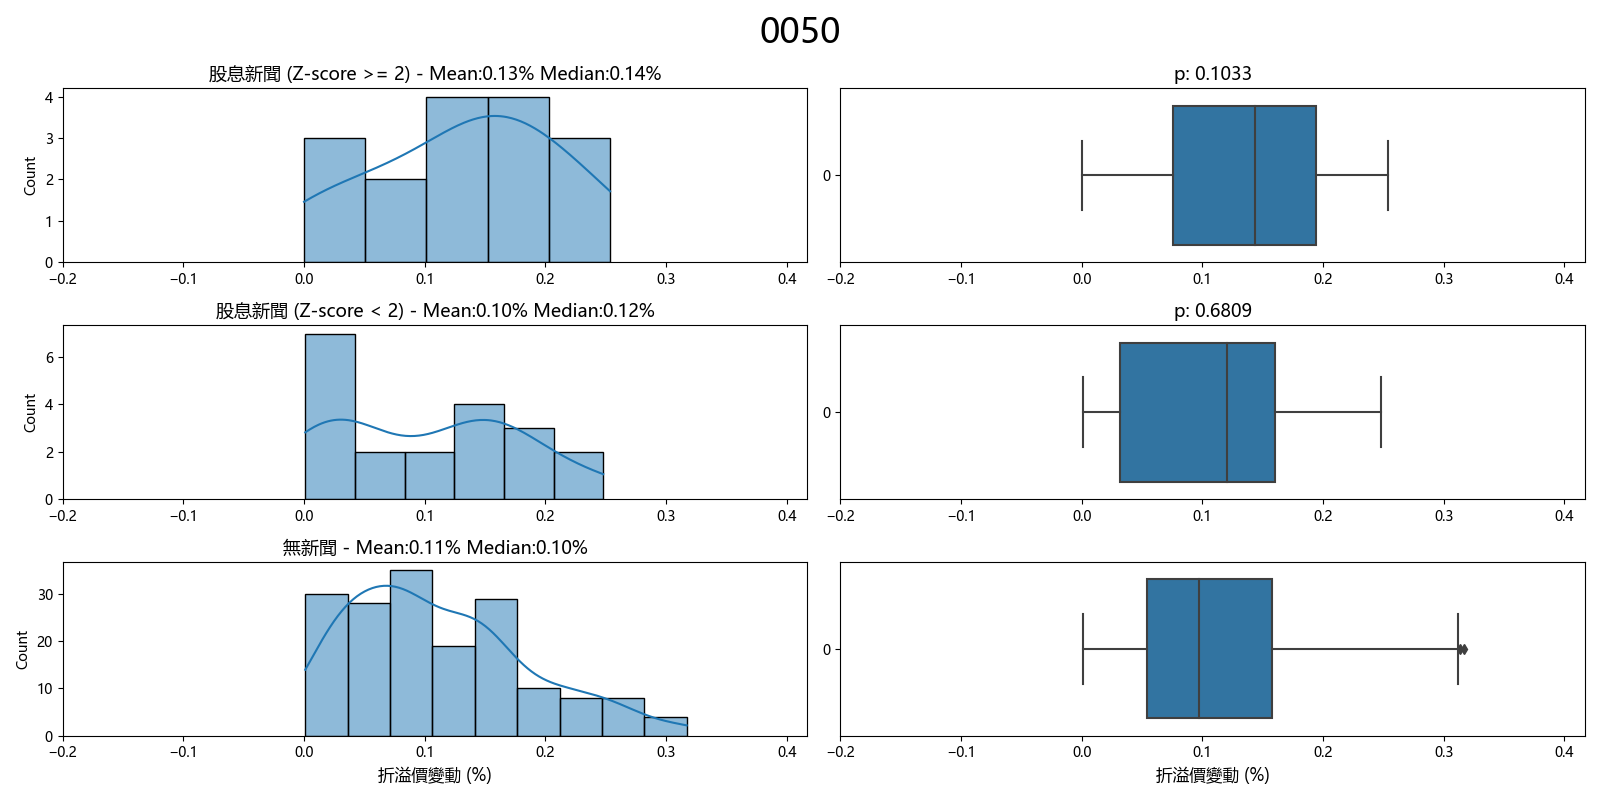 0050
股息新聞 (Z-score >= 2) - Mean:0.13% Median:0.14%
Count
4
3
2
1
0
−0.2 −0.1 0.0 0.1 0.2 0.3 0.4
p: 0.1033
0
−0.2 −0.1 0.0 0.1 0.2 0.3 0.4
股息新聞 (Z-score < 2) - Mean:0.10% Median:0.12%
Count
6
4
2
0
−0.2 −0.1 0.0 0.1 0.2 0.3 0.4
p: 0.6809
0
−0.2 −0.1 0.0 0.1 0.2 0.3 0.4
無新聞 - Mean:0.11% Median:0.10%
Count
30
20
10
0
−0.2 −0.1 0.0 0.1 0.2 0.3 0.4
折溢價變動 (%)
0
−0.2 −0.1 0.0 0.1 0.2 0.3 0.4
折溢價變動 (%)